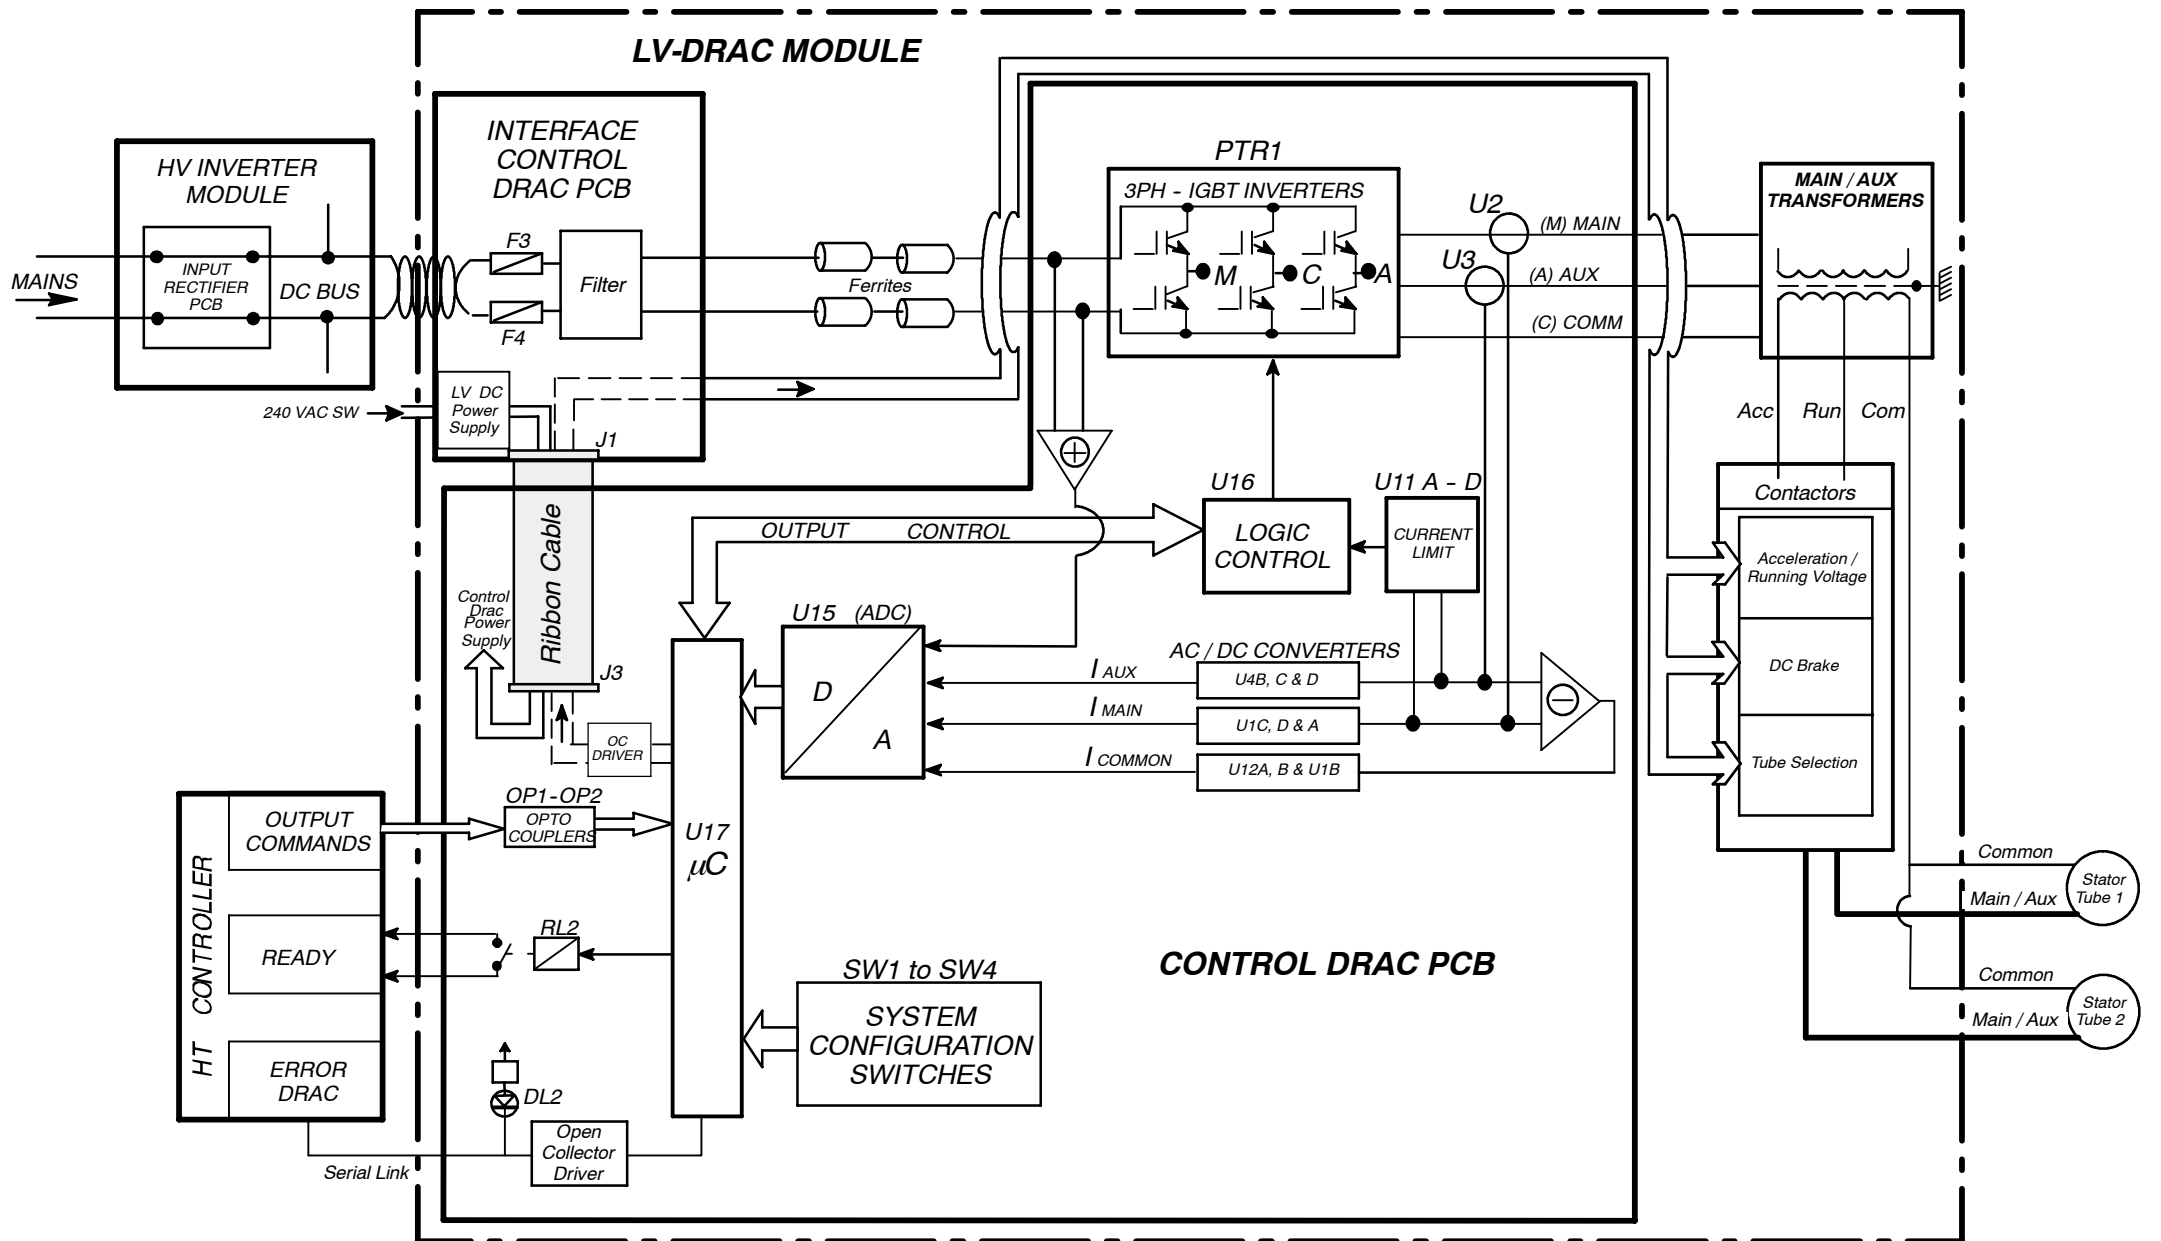 LV-DRAC MODULE
HV INVERTER
MODULE
INPUT
RECTIFIER
PCB
DC BUS
MAINS
INTERFACE
CONTROL
DRAC PCB
F3
F4
Filter
Ferrites
LV DC
Power
Supply
240 VAC SW
J1
Ribbon Cable
J3
Control
Drac
Power
Supply
PTR1
3PH - IGBT INVERTERS
M
C
A
U2
U3
(M) MAIN
(A) AUX
(C) COMM
MAIN / AUX
TRANSFORMERS
Acc
Run
Com
Contactors
Acceleration /
Running Voltage
DC Brake
Tube Selection
U16
LOGIC
CONTROL
U11 A - D
CURRENT
LIMIT
OUTPUT CONTROL
U15 (ADC)
D
A
AC / DC CONVERTERS
I AUX
U4B, C & D
I MAIN
U1C, D & A
I COMMON
U12A, B & U1B
OC
DRIVER
OP1-OP2
OPTO
COUPLERS
U17
µC
HT CONTROLLER
OUTPUT
COMMANDS
READY
ERROR
DRAC
RL2
SW1 to SW4
SYSTEM
CONFIGURATION
SWITCHES
DL2
Open
Collector
Driver
Serial Link
CONTROL DRAC PCB
Common
Main / Aux
Stator
Tube 1
Common
Main / Aux
Stator
Tube 2